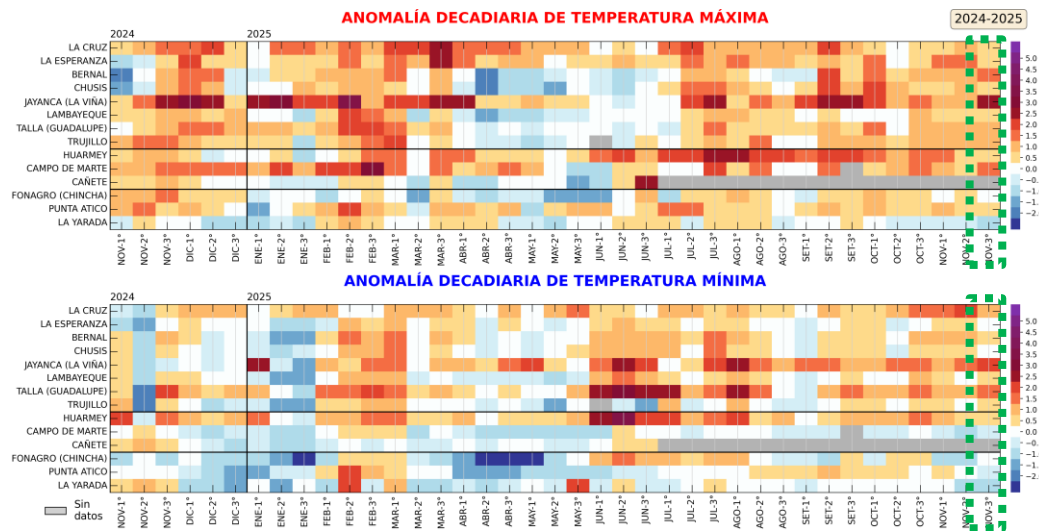 ANOMALÍA DECADIARIA DE TEMPERATURA MÁXIMA
2024-2025
2024 2025
LA CRUZ
LA ESPERANZA
BERNAL
CHUSIS
JAYANCA (LA VIÑA)
LAMBAYEQUE
TALLA (GUADALUPE)
TRUJILLO
HUARMEY
CAMPO DE MARTE
CAÑETE
FONAGRO (CHINCHA)
PUNTA ATICO
LA YARADA
5.0
4.0
3.0
2.5
2.0
1.5
1.0
0.5
0.0
NOV-1° NOV-2° NOV-3° DIC-1° DIC-2° DIC-3° ENE-1° ENE-2° ENE-3° FEB-1° FEB-2° FEB-3° MAR-1° MAR-2° MAR-3° ABR-1° ABR-2° ABR-3° MAY-1° MAY-2° MAY-3° JUN-1° JUN-2° JUN-3° JUL-1° JUL-2° JUL-3° AGO-1° AGO-2° AGO-3° SET-1° SET-2° SET-3° OCT-1° OCT-2° OCT-3° NOV-1° NOV-2° NOV-3°
ANOMALÍA DECADIARIA DE TEMPERATURA MÍNIMA
2024 2025
LA CRUZ
LA ESPERANZA
BERNAL
CHUSIS
JAYANCA (LA VIÑA)
LAMBAYEQUE
TALLA (GUADALUPE)
TRUJILLO
HUARMEY
CAMPO DE MARTE
CAÑETE
FONAGRO (CHINCHA)
PUNTA ATICO
LA YARADA
5.0
4.0
3.0
2.5
2.0
1.5
1.0
0.5
0.0
Sin
datos
NOV-1° NOV-2° NOV-3° DIC-1° DIC-2° DIC-3° ENE-1° ENE-2° ENE-3° FEB-1° FEB-2° FEB-3° MAR-1° MAR-2° MAR-3° ABR-1° ABR-2° ABR-3° MAY-1° MAY-2° MAY-3° JUN-1° JUN-2° JUN-3° JUL-1° JUL-2° JUL-3° AGO-1° AGO-2° AGO-3° SET-1° SET-2° SET-3° OCT-1° OCT-2° OCT-3° NOV-1° NOV-3°